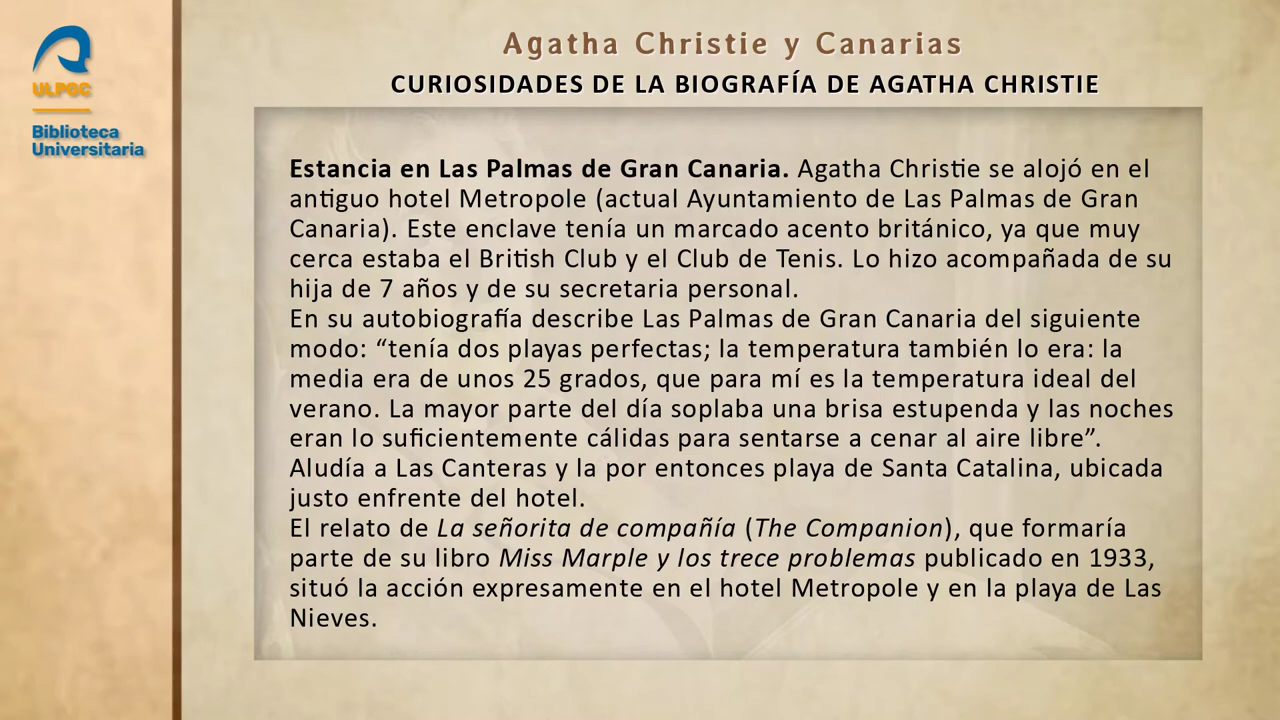 ULPGC
Biblioteca
Universitaria
Agatha Christie y Canarias
CURIOSIDADES DE LA BIOGRAFÍA DE AGATHA CHRISTIE
Estancia en Las Palmas de Gran Canaria. Agatha Christie se alojó en el
antiguo hotel Metropole (actual Ayuntamiento de Las Palmas de Gran
Canaria). Este enclave tenía un marcado acento británico, ya que muy
cerca estaba el British Club y el Club de Tenis. Lo hizo acompañada de su
hija de 7 años y de su secretaria personal.
En su autobiografía describe Las Palmas de Gran Canaria del siguiente
modo: “tenía dos playas perfectas; la temperatura también lo era: la
media era de unos 25 grados, que para mí es la temperatura ideal del
verano. La mayor parte del día soplaba una brisa estupenda y las noches
eran lo suficientemente cálidas para sentarse a cenar al aire libre”.
Aludía a Las Canteras y la por entonces playa de Santa Catalina, ubicada
justo enfrente del hotel.
El relato de La señorita de compañía (The Companion), que formaría
parte de su libro Miss Marple y los trece problemas publicado en 1933,
situó la acción expresamente en el hotel Metropole y en la playa de Las
Nieves.